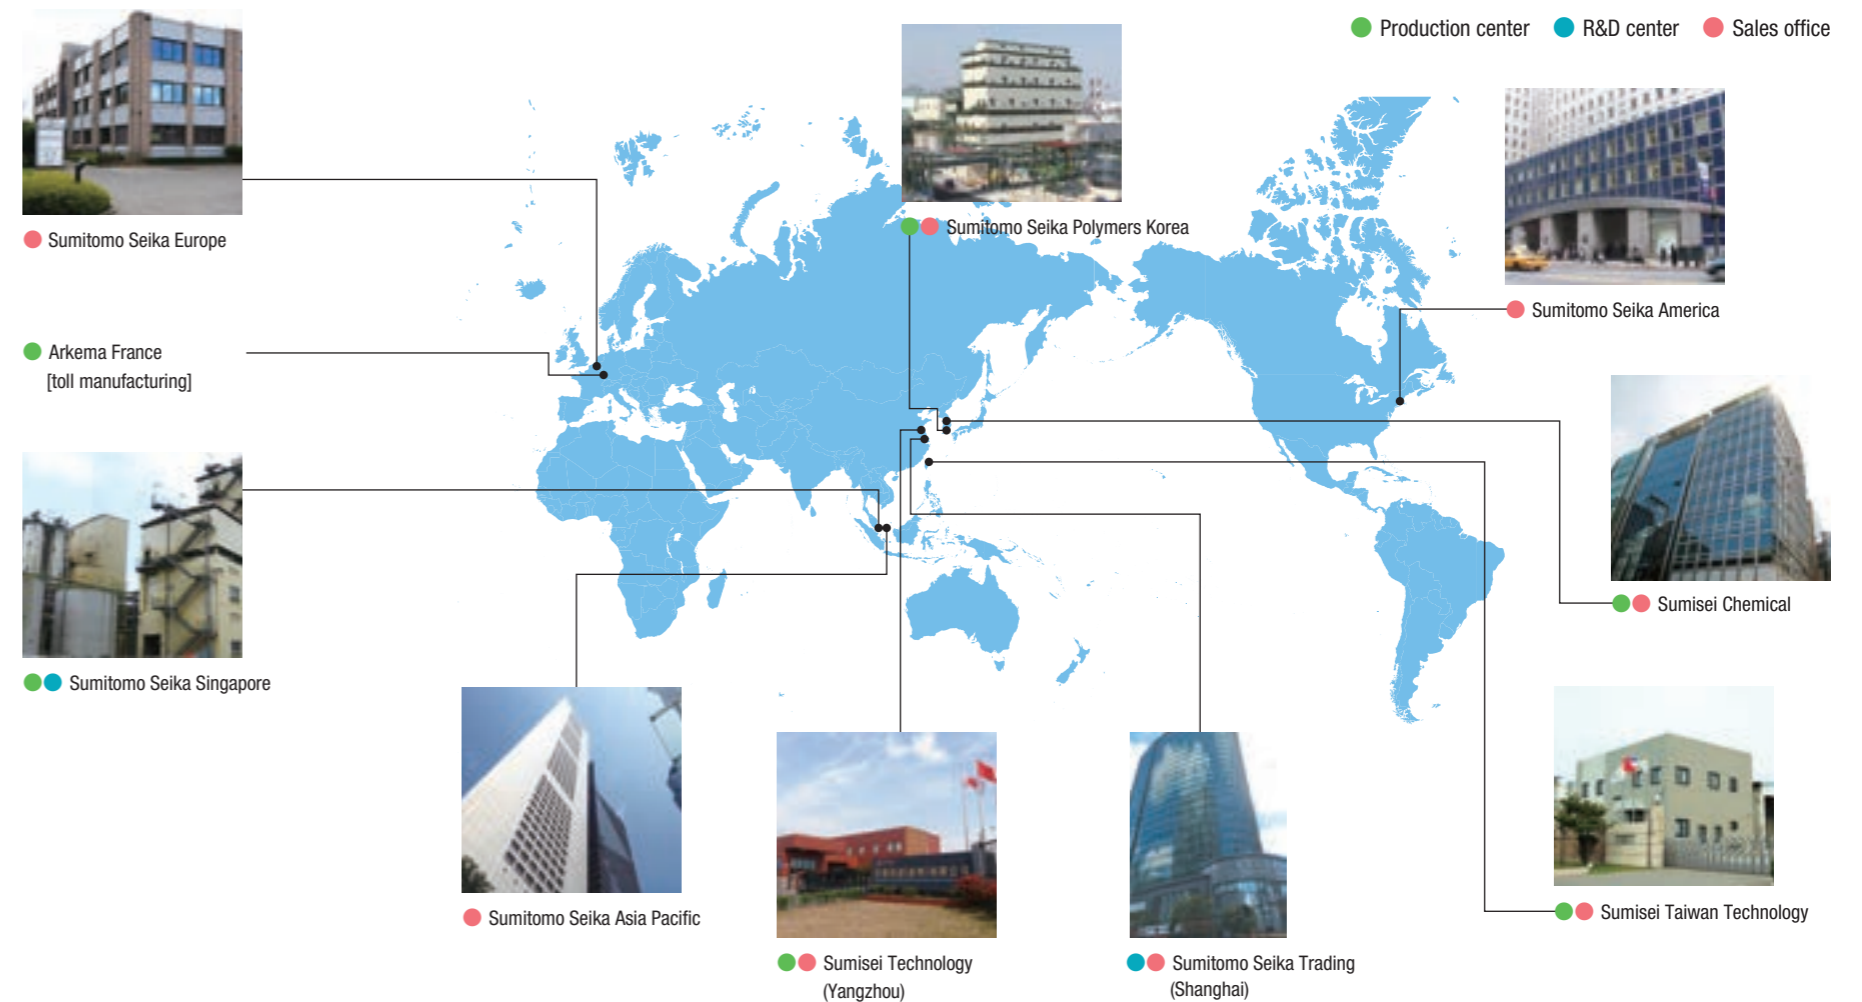 Production center
R&D center
Sales office
Sumitomo Seika Europe
Sumitomo Seika Polymers Korea
Sumitomo Seika America
Arkema France
[toll manufacturing]
Sumisei Chemical
Sumitomo Seika Singapore
Sumitomo Seika Asia Pacific
Sumisei Taiwan Technology
Sumisei Technology
(Yangzhou)
Sumitomo Seika Trading
(Shanghai)